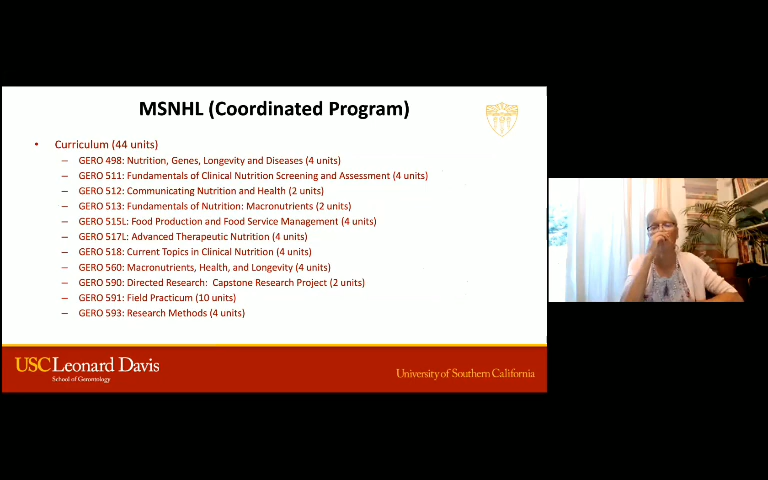 MSNHL (Coordinated Program)
• Curriculum (44 units)
– GERO 498: Nutrition, Genes, Longevity and Diseases (4 units)
– GERO 511: Fundamentals of Clinical Nutrition Screening and Assessment (4 units)
– GERO 512: Communicating Nutrition and Health (2 units)
– GERO 513: Fundamentals of Nutrition: Macronutrients (2 units)
– GERO 515L: Food Production and Food Service Management (4 units)
– GERO 517L: Advanced Therapeutic Nutrition (4 units)
– GERO 518: Current Topics in Clinical Nutrition (4 units)
– GERO 560: Macronutrients, Health, and Longevity (4 units)
– GERO 590: Directed Research: Capstone Research Project (2 units)
– GERO 591: Field Practicum (10 units)
– GERO 593: Research Methods (4 units)
USC Leonard Davis
School of Gerontology
University of Southern California